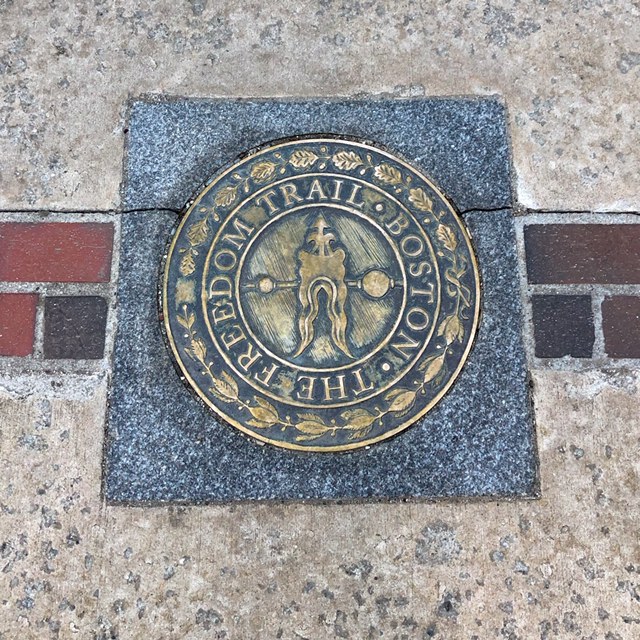 THE FREEDOM TRAIL • BOSTON •